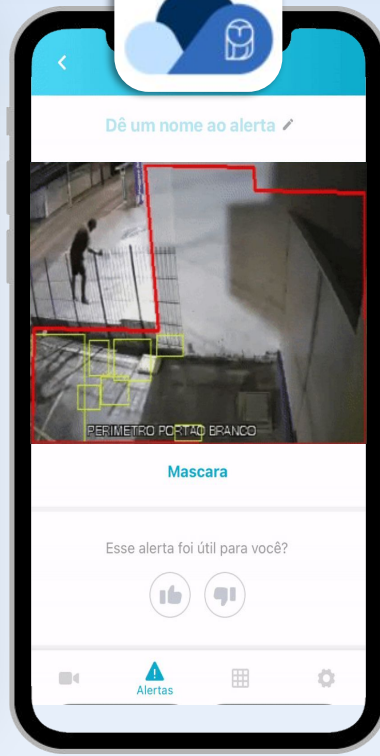 Dê um nome ao alerta
PERIMETRO PORTAO BRANCO
Mascara
Esse alerta foi útil para você?
Alertas